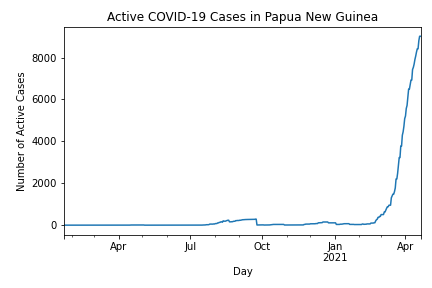 Active COVID-19 Cases in Papua New Guinea
Number of Active Cases
8000
6000
4000
2000
0
Apr Jul Oct Jan Apr
2021
Day